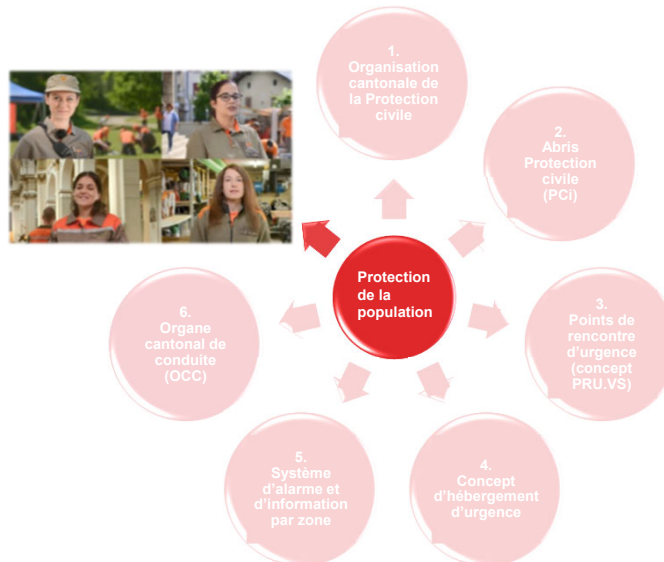 1.
Organisation
cantonale de
la Protection
civile
2.
Abris
Protection
civile
(PCi)
Protection
de la
population
3.
Points de
rencontre
d'urgence
(concept
PRU.VS)
6.
Organe
cantonal de
conduite
(OCC)
5.
Système
d'alarme et
d'information
par zone
4.
Concept
d'hébergement
d'urgence